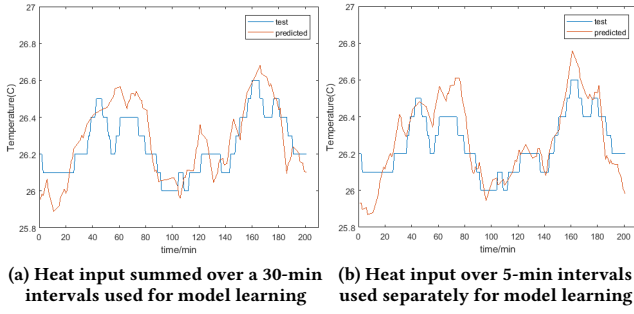 27
26.8
26.6
26.4
26.2
26
25.8
Temperature(C)
0 20 40 60 80 100 120 140 160 180 200
time/min
test
predicted
(a) Heat input summed over a 30-min
intervals used for model learning
27
26.8
26.6
26.4
26.2
26
25.8
Temperature(C)
0 20 40 60 80 100 120 140 160 180 200
time/min
test
predicted
(b) Heat input over 5-min intervals
used separately for model learning